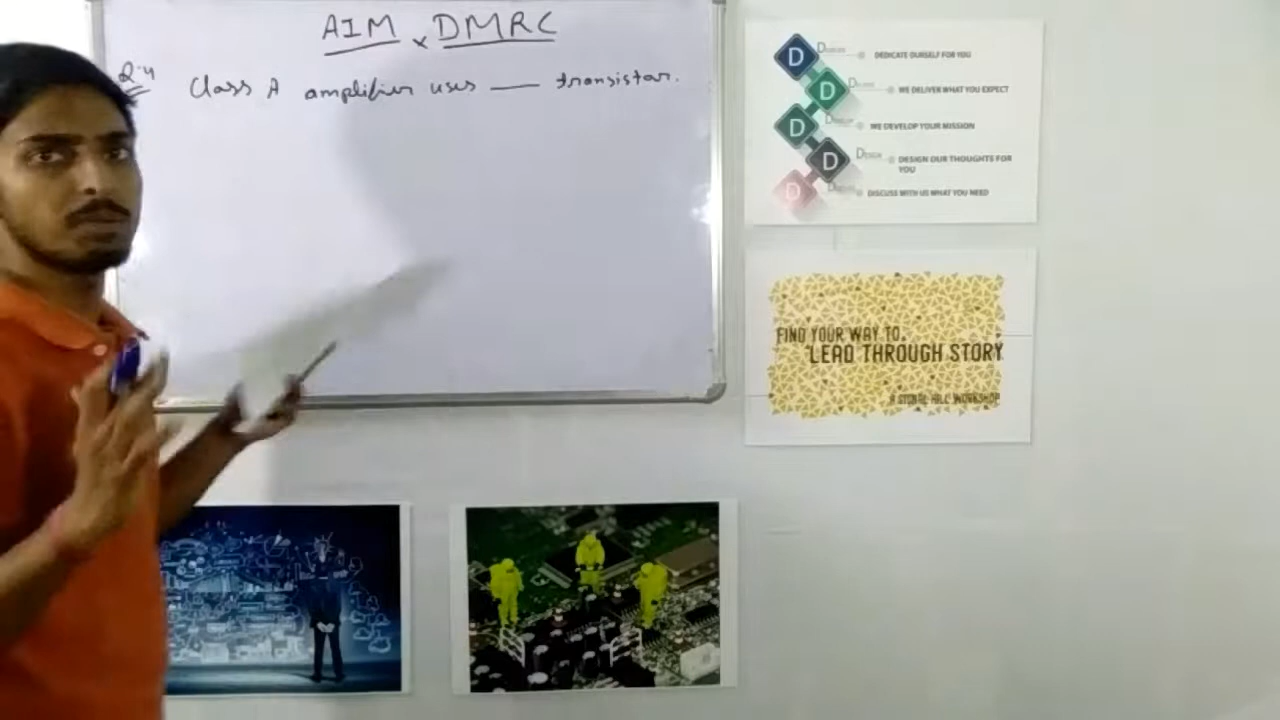 AIM x DMRC
Q.4 Class A amplifier uses ___ transistor.
D DEDICATE OURSELF FOR YOU
D WE DELIVER WHAT YOU EXPECT
D WE DEVELOP YOUR MISSION
D DESIGN OUR THOUGHTS FOR
YOU
D DISCUSS WITH US WHAT YOU NEED
FIND YOUR WAY TO.
LEAD THROUGH STORY
WORKSHOP